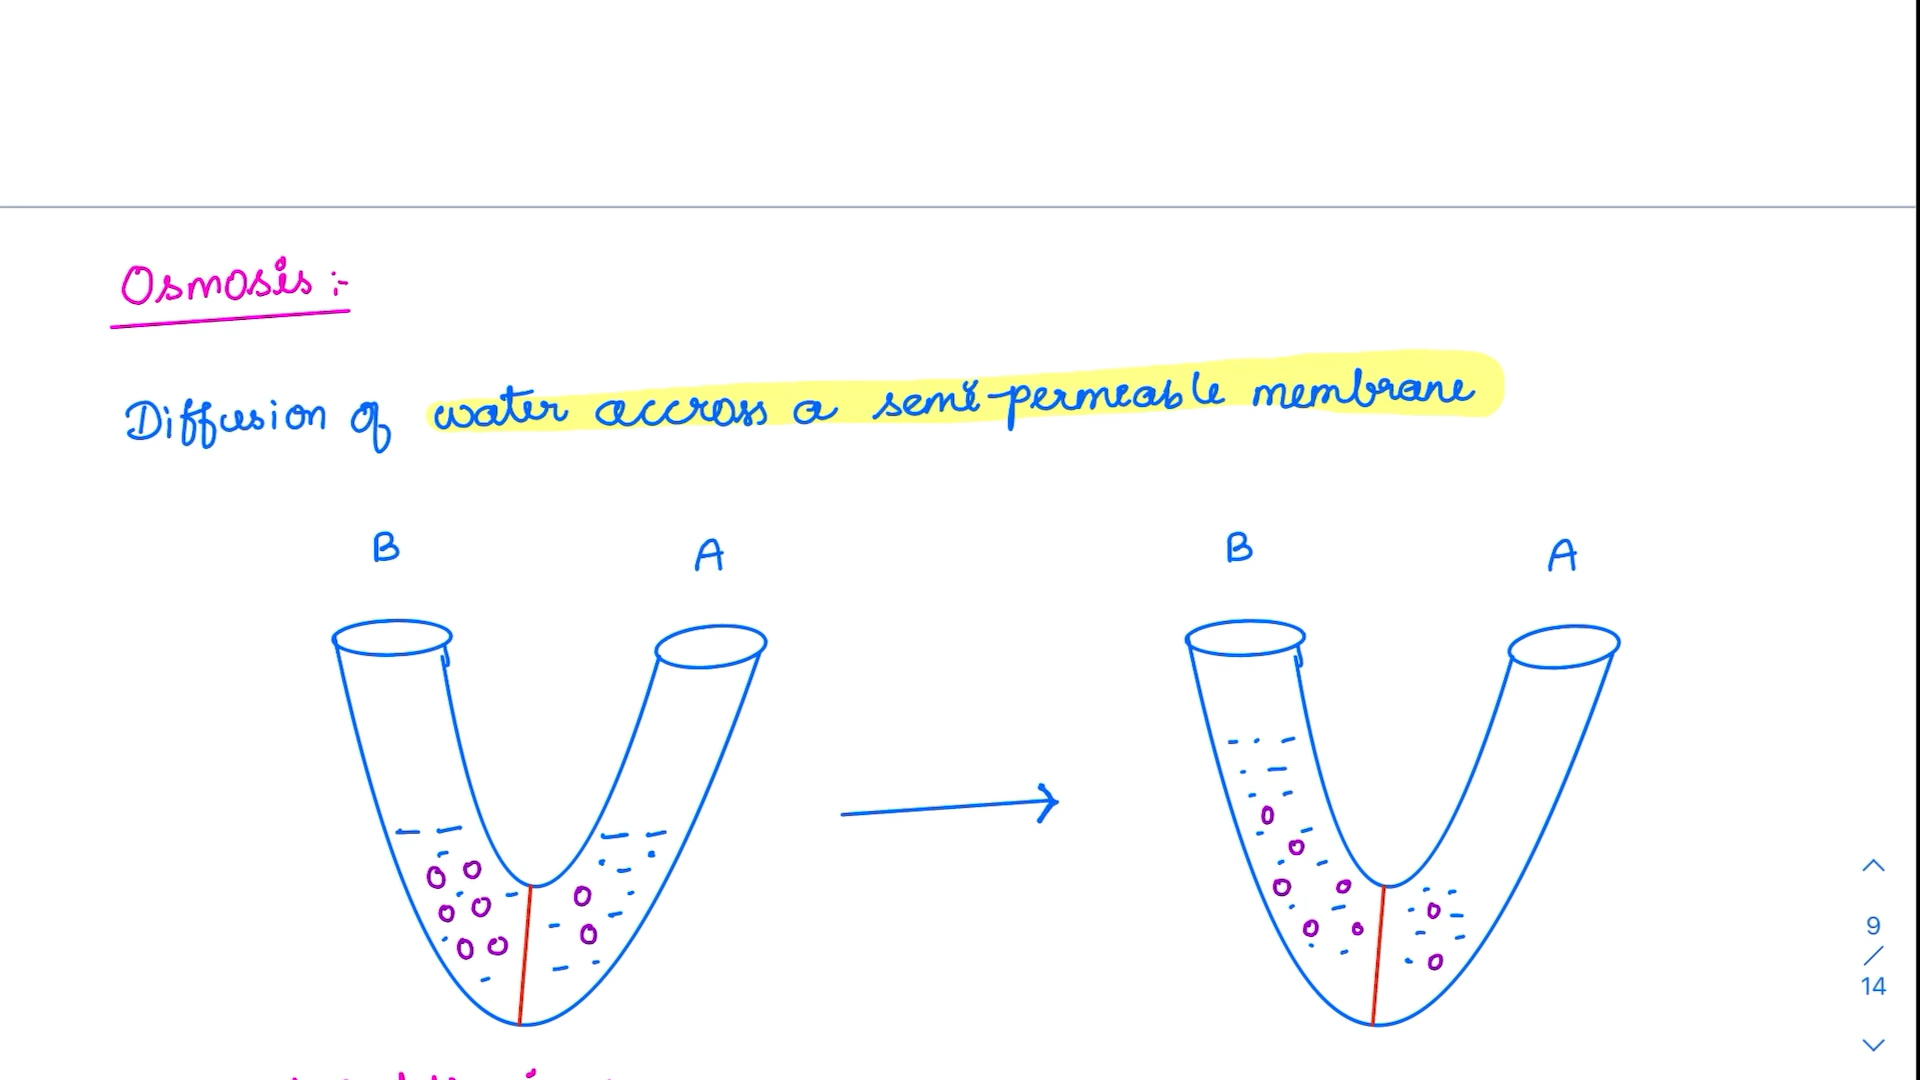 Osmosis :-
Diffusion of water accross a semi-permeable membrane
B A B A
9
/
14